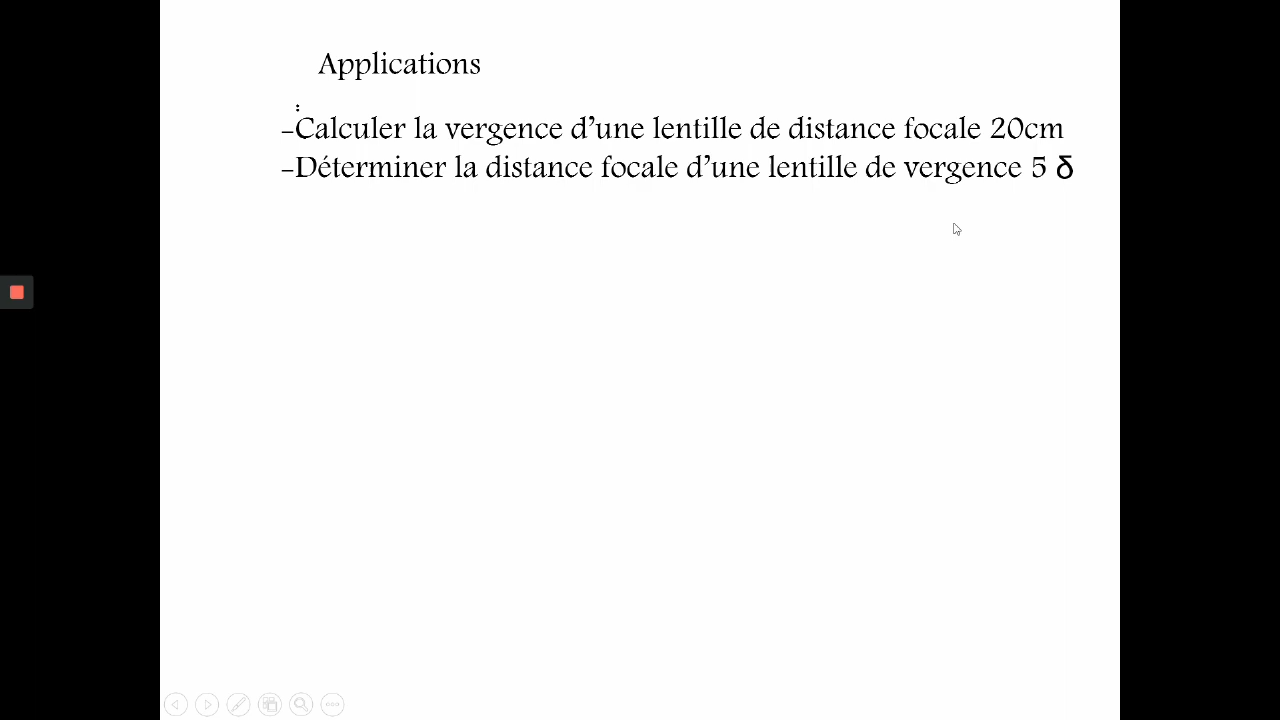 Applications
:
-Calculer la vergence d’une lentille de distance focale 20cm
-Déterminer la distance focale d’une lentille de vergence 5 δ